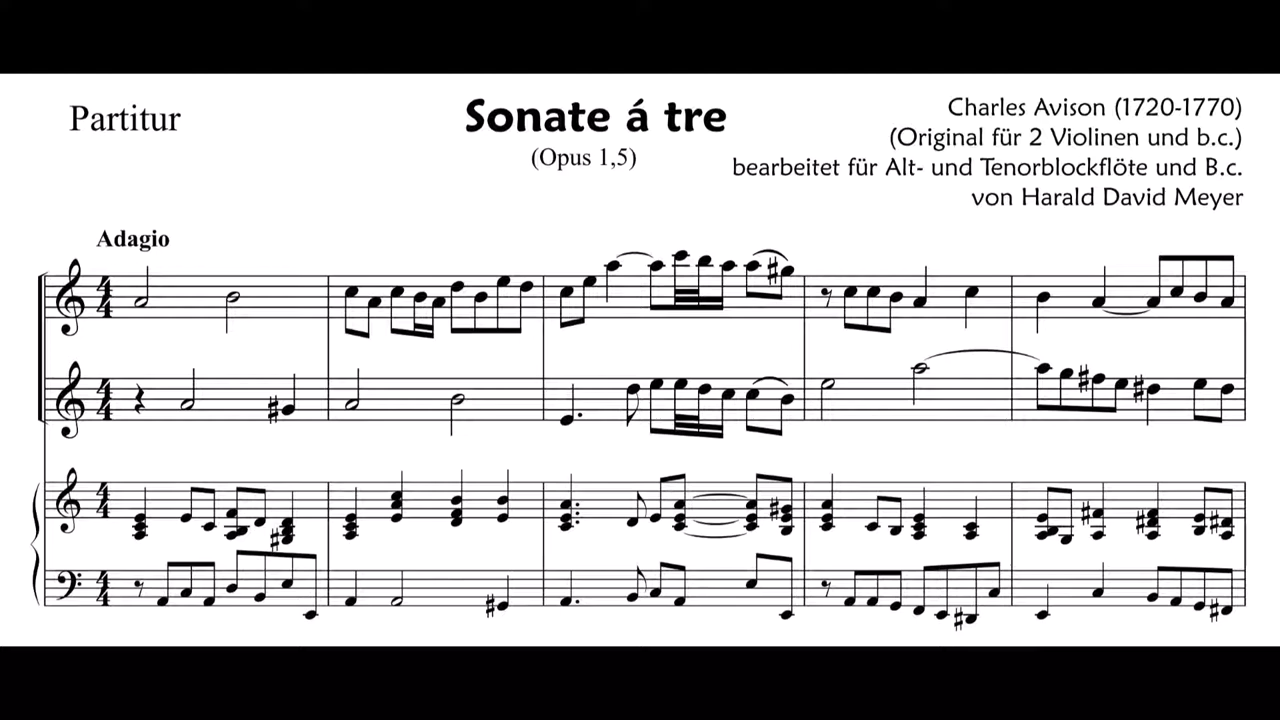 Partitur
Sonate á tre
(Opus 1,5)
Charles Avison (1720-1770)
(Original für 2 Violinen und b.c.)
bearbeitet für Alt- und Tenorblockflöte und B.c.
von Harald David Meyer
Adagio